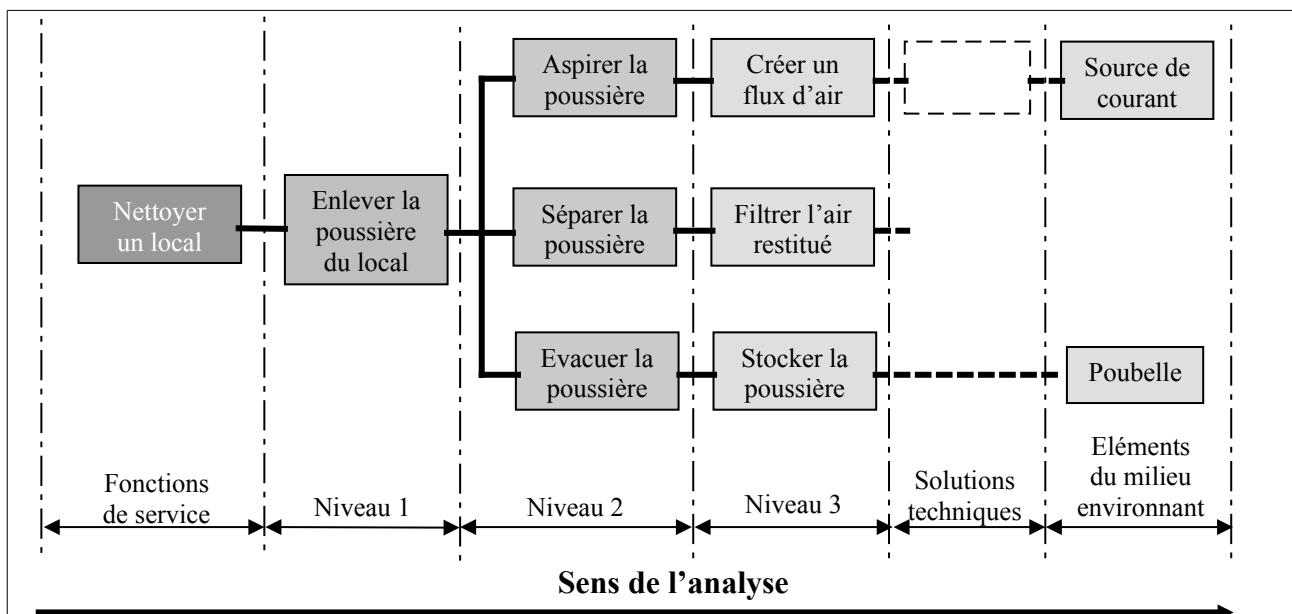 Aspirer la
poussière
Créer un
flux d’air
Source de
courant
Nettoyer
un local
Enlever la
poussière
du local
Séparer la
poussière
Filtrer l’air
restitué
Evacuer la
poussière
Stocker la
poussière
Poubelle
Fonctions
de service
Niveau 1
Niveau 2
Niveau 3
Solutions
techniques
Eléments
du milieu
environnant
Sens de l’analyse